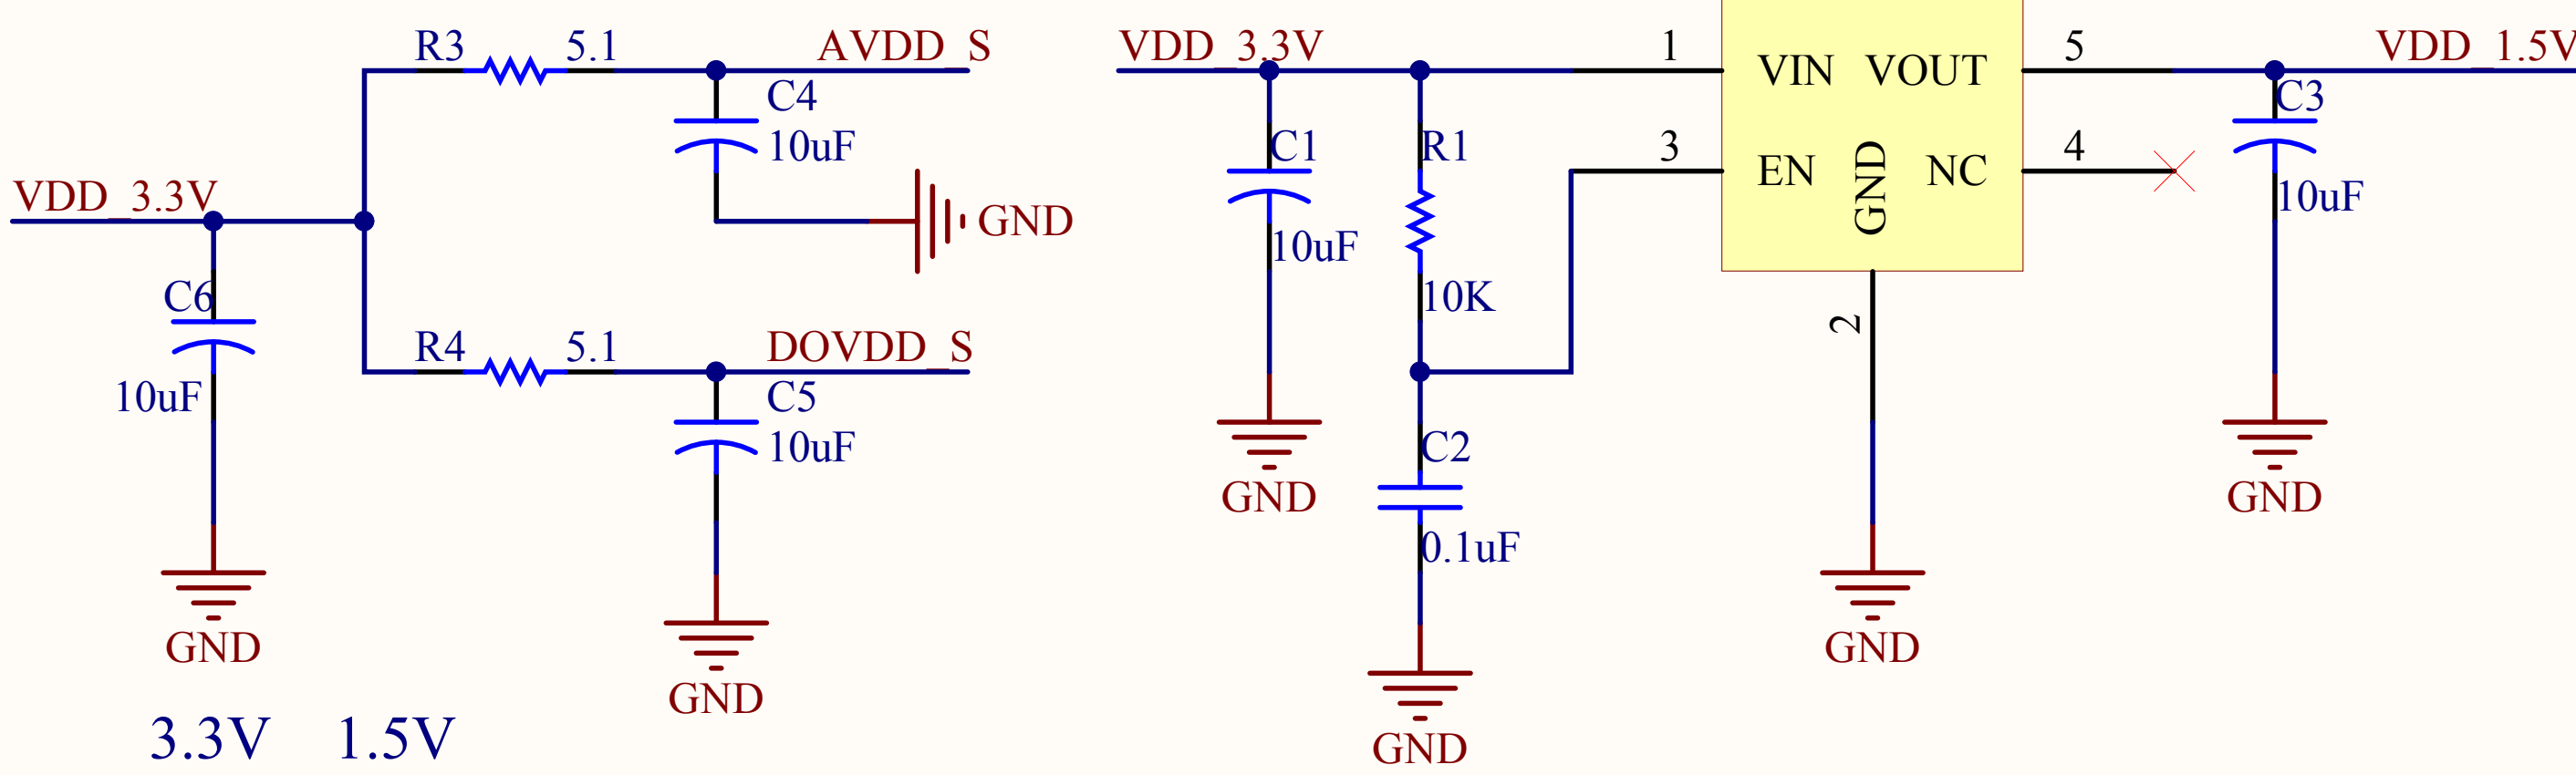 R3 5.1 AVDD_S
C4
10uF
GND
VDD_3.3V
C6
10uF
GND
R4 5.1 DOVDD_S
C5
10uF
GND
3.3V 1.5V
VDD_3.3V
C1
10uF
GND
R1
10K
C2
0.1uF
GND
1 VIN VOUT 5
3 EN GND NC 4
2
GND
VDD_1.5V
C3
10uF
GND